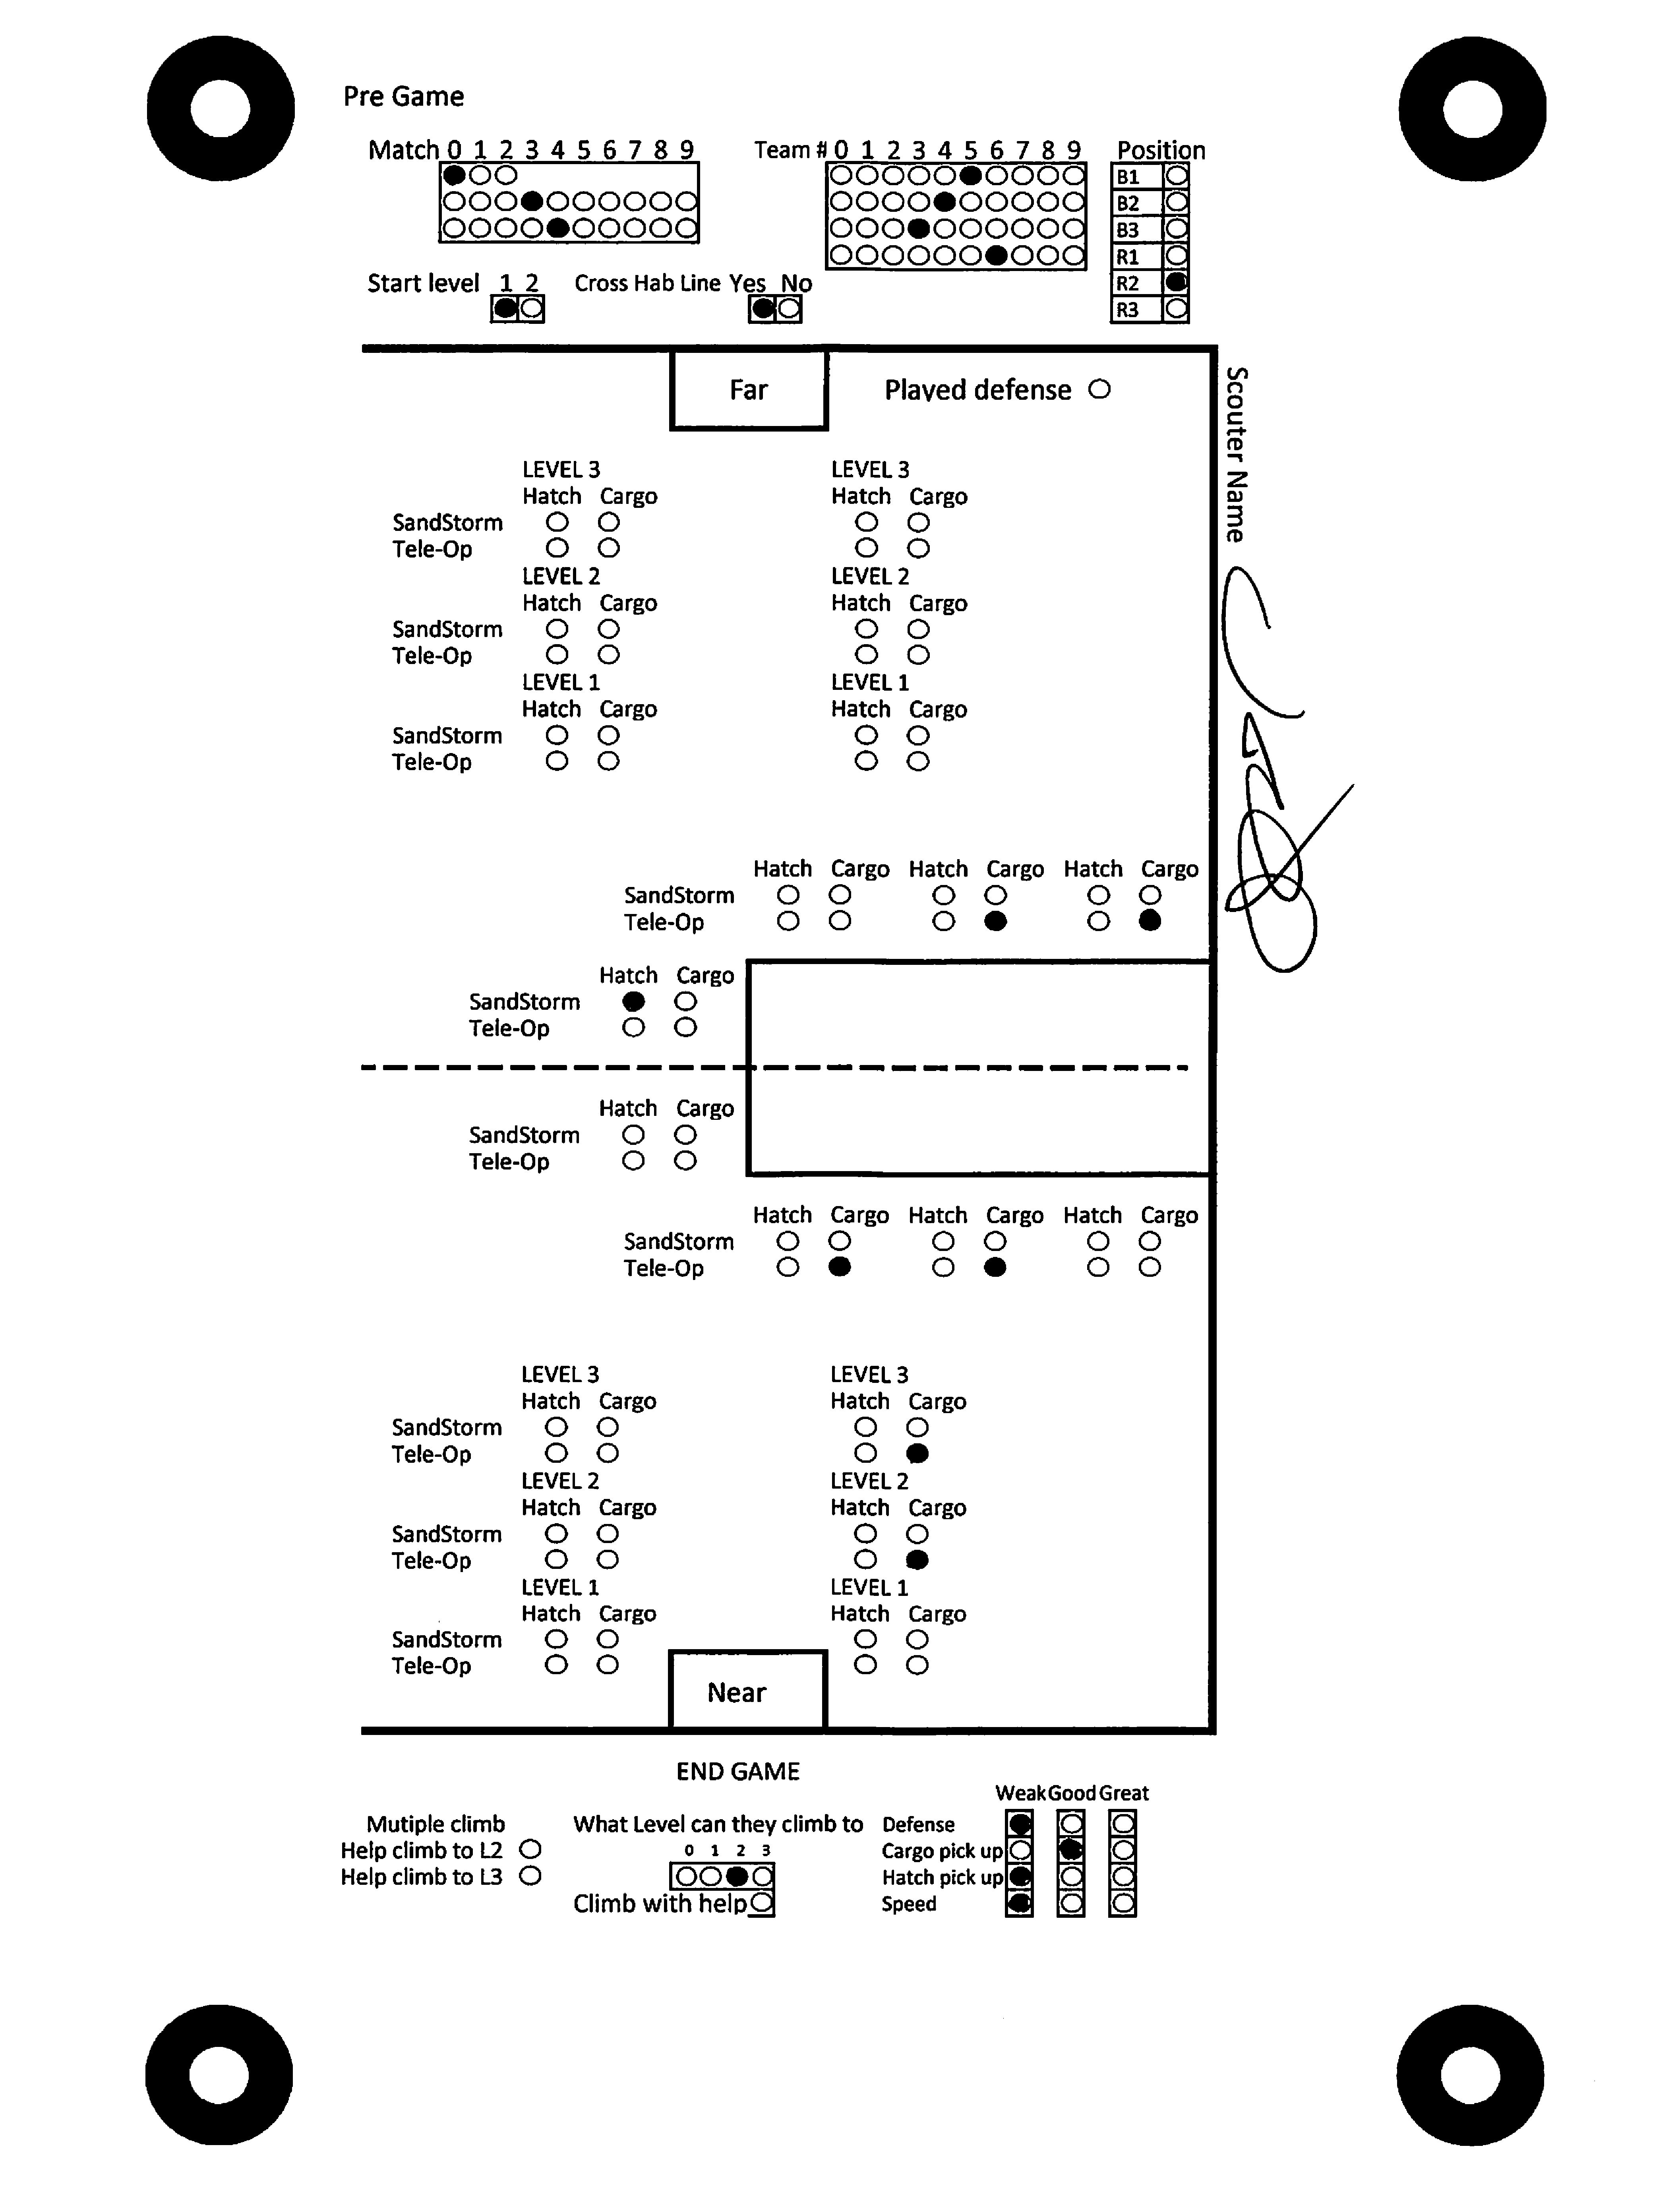 Pre Game
Match 0 1 2 3 4 5 6 7 8 9
Team # 0 1 2 3 4 5 6 7 8 9
Position
B1
B2
B3
R1
R2
R3
Start level 1 2
Cross Hab Line Yes No
Far
Played defense
Scouter Name
LEVEL 3 LEVEL 3
Hatch Cargo Hatch Cargo
SandStorm
Tele-Op
LEVEL 2 LEVEL 2
Hatch Cargo Hatch Cargo
SandStorm
Tele-Op
LEVEL 1 LEVEL 1
Hatch Cargo Hatch Cargo
SandStorm
Tele-Op
Hatch Cargo Hatch Cargo Hatch Cargo
SandStorm
Tele-Op
Hatch Cargo
SandStorm
Tele-Op
Hatch Cargo
SandStorm
Tele-Op
Hatch Cargo Hatch Cargo Hatch Cargo
SandStorm
Tele-Op
LEVEL 3 LEVEL 3
Hatch Cargo Hatch Cargo
SandStorm
Tele-Op
LEVEL 2 LEVEL 2
Hatch Cargo Hatch Cargo
SandStorm
Tele-Op
LEVEL 1 LEVEL 1
Hatch Cargo Hatch Cargo
SandStorm
Tele-Op
Near
END GAME
Mutiple climb
Help climb to L2
Help climb to L3
What Level can they climb to
0 1 2 3
Climb with help
Weak Good Great
Defense
Cargo pick up
Hatch pick up
Speed